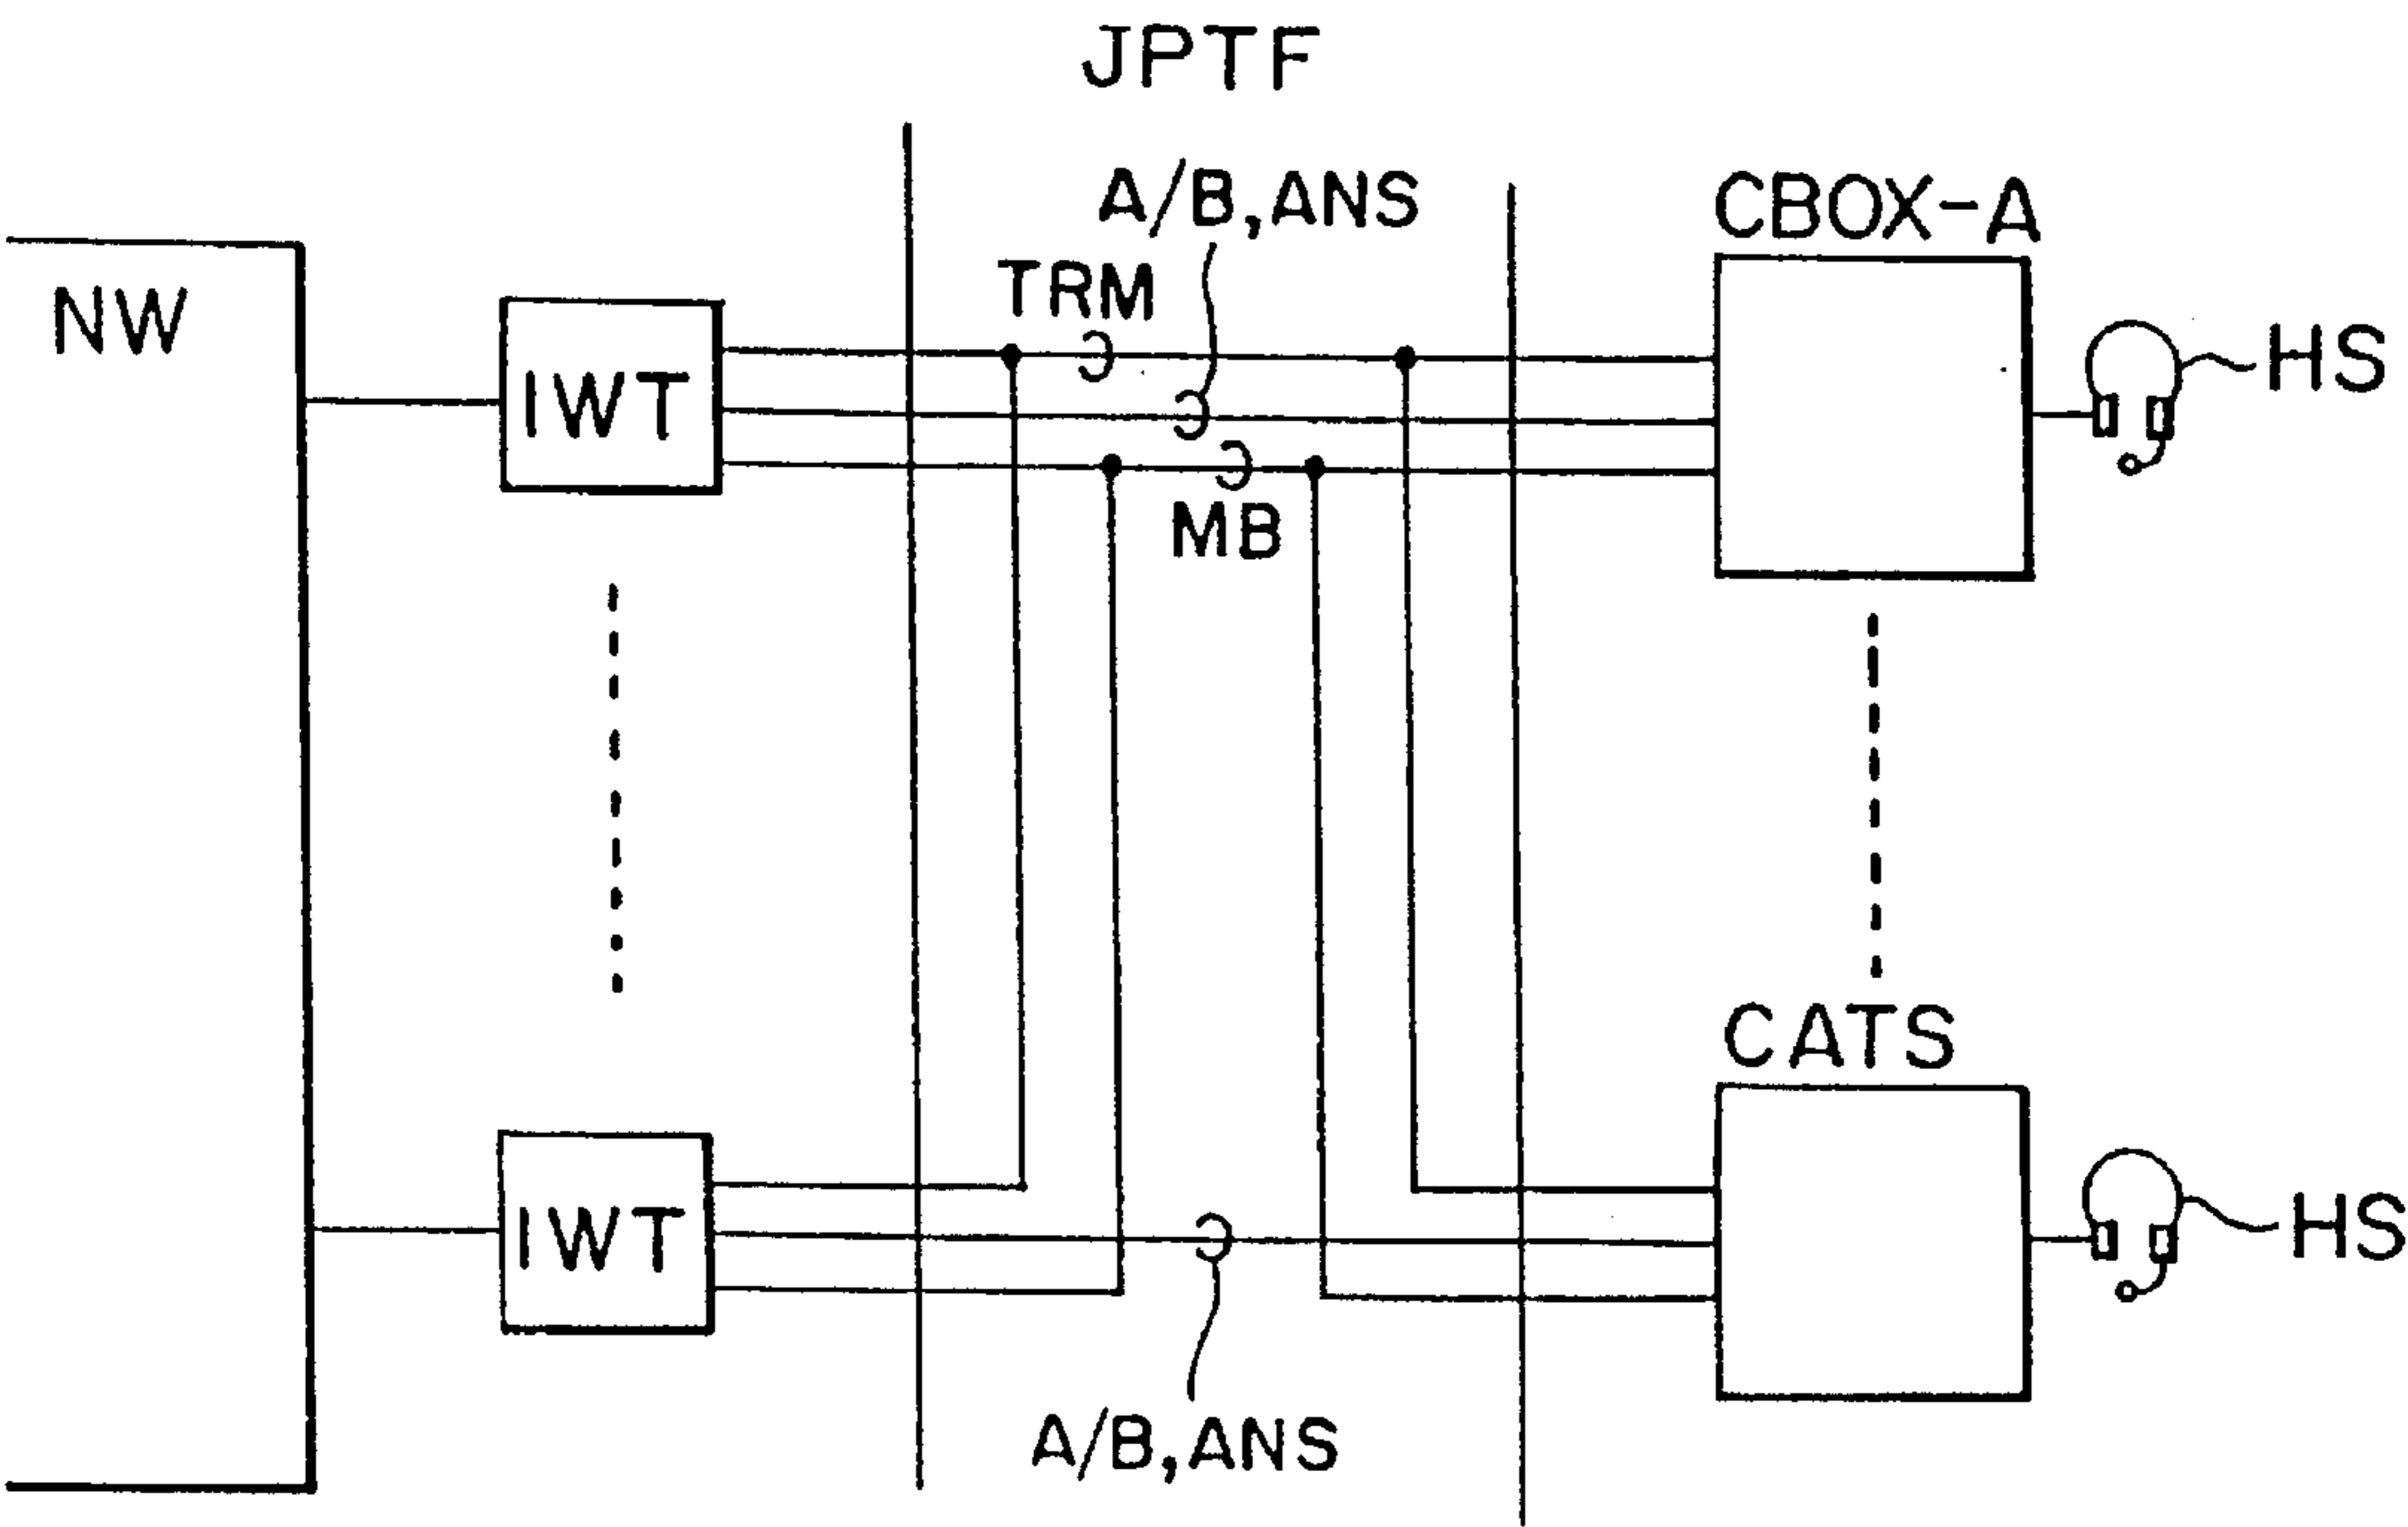 JPTF
A/B,ANS
CBOX-A
TRM
NW
HS
IWT
MB
CATS
IWT
HS
A/B,ANS